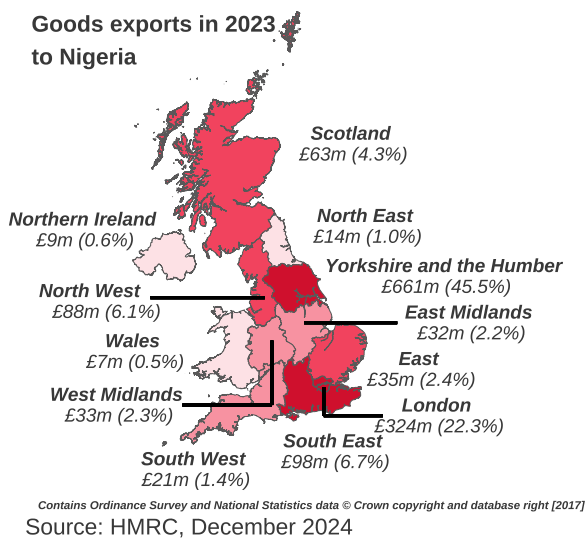 Goods exports in 2023
to Nigeria
Scotland
£63m (4.3%)
Northern Ireland
£9m (0.6%)
North East
£14m (1.0%)
Yorkshire and the Humber
£661m (45.5%)
North West
£88m (6.1%)
East Midlands
£32m (2.2%)
Wales
£7m (0.5%)
East
£35m (2.4%)
West Midlands
£33m (2.3%)
London
£324m (22.3%)
South East
£98m (6.7%)
South West
£21m (1.4%)
Contains Ordinance Survey and National Statistics data © Crown copyright and database right [2017]
Source: HMRC, December 2024